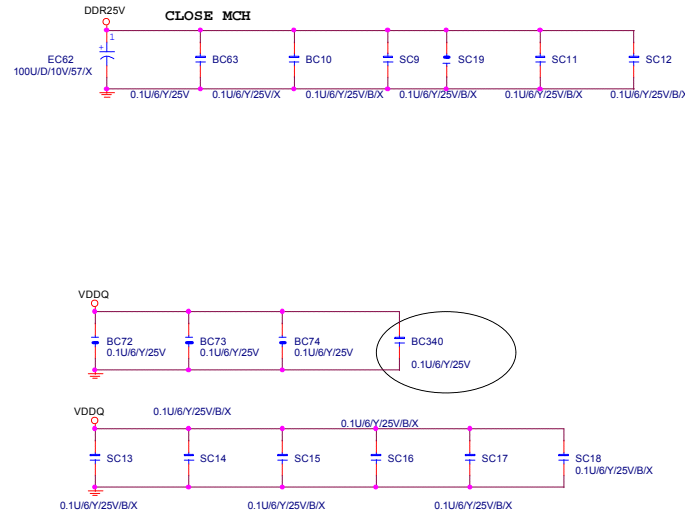 DDR25V
CLOSE MCH
1
+
EC62
100U/D/10V/57/X
BC63
BC10
SC9
SC19
SC11
SC12
0.1U/6/Y/25V
0.1U/6/Y/25V/X
0.1U/6/Y/25V/B/X
0.1U/6/Y/25V/B/X
0.1U/6/Y/25V/B/X
0.1U/6/Y/25V/B/X
VDDQ
BC72
0.1U/6/Y/25V
BC73
0.1U/6/Y/25V
BC74
0.1U/6/Y/25V
BC340
0.1U/6/Y/25V
VDDQ
0.1U/6/Y/25V/B/X
0.1U/6/Y/25V/B/X
SC13
SC14
SC15
SC16
SC17
SC18
0.1U/6/Y/25V/B/X
0.1U/6/Y/25V/B/X
0.1U/6/Y/25V/B/X
0.1U/6/Y/25V/B/X